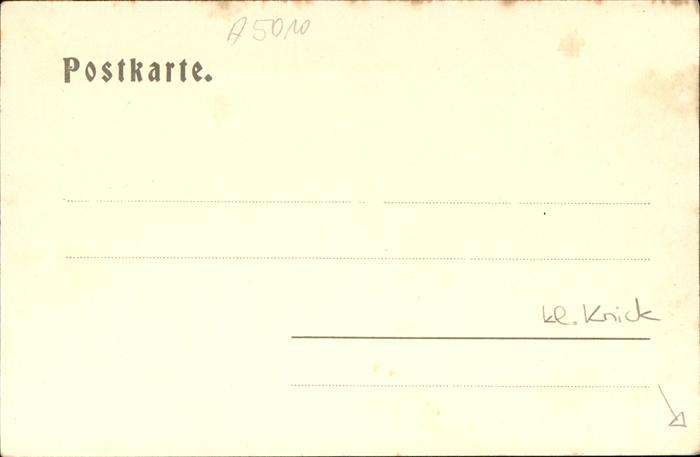 A5010
Postkarte.
kl. Knick